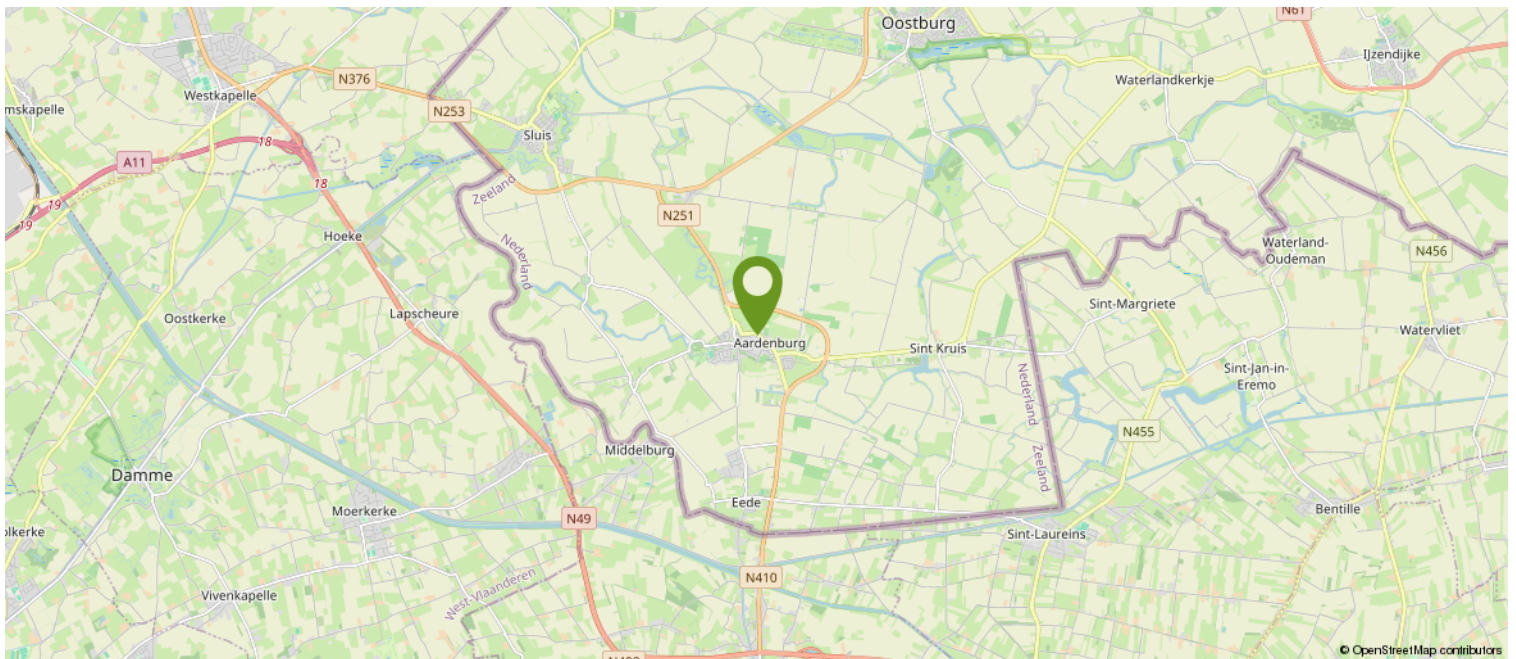 Oostburg
N61
IJzendijke
N376
Waterlandkerkje
Westkapelle
N253
mskapelle
Sluis
18
A11
18
Zeeland
19
19
N251
Hoeke
Nederland
Waterland-
Oudeman
N456
Sint-Margriete
Oostkerke
Lapscheure
Watervliet
Aardenburg
Sint Kruis
Sint-Jan-in-
Eremo
Nederland
N455
Middelburg
Zeeland
Damme
Eede
Moerkerke
Bentille
N49
olkerke
Sint-Laureins
N410
West-Vlaanderen
Vivenkapelle
© OpenStreetMap contributors